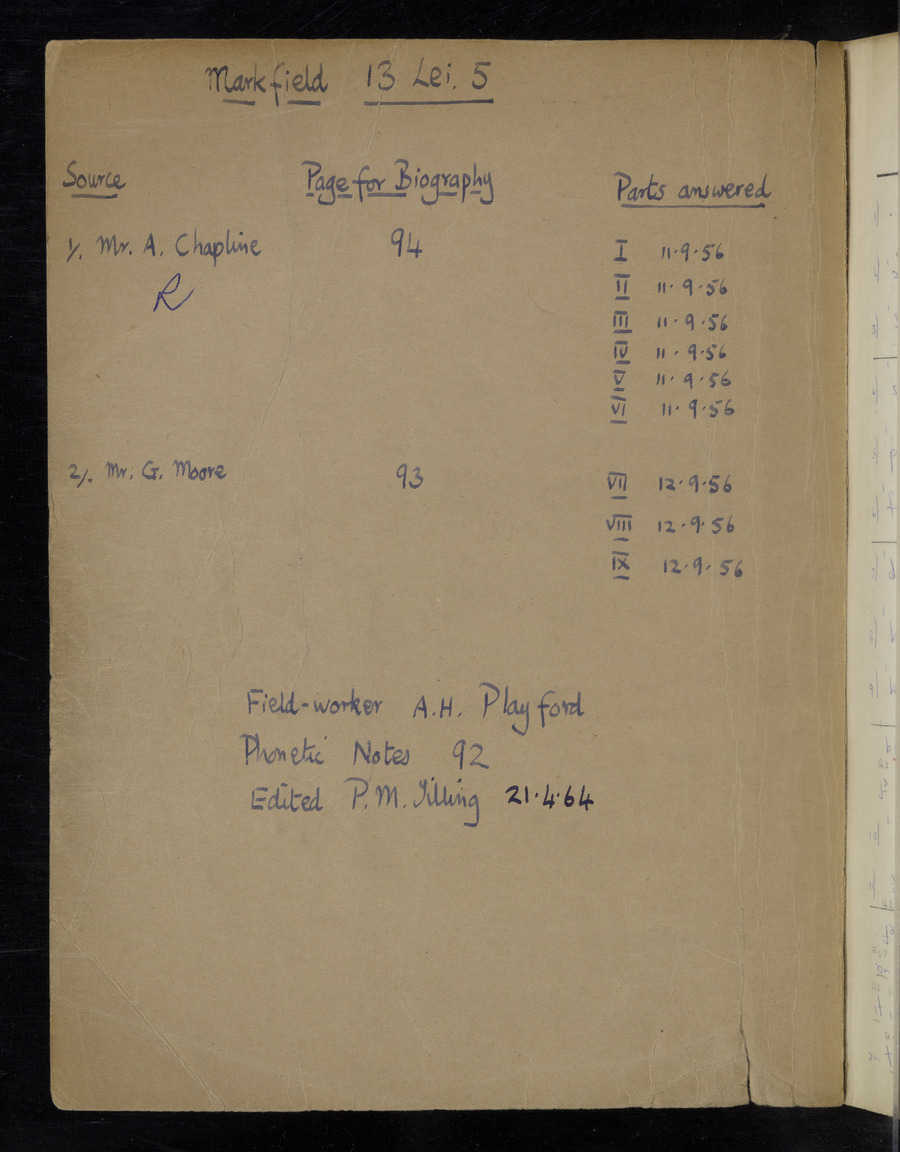 Markfield 13 Lei. 5
Source Page for Biography Parts answered
1/. Mr. A. Chapline 94 I 11.9.56
R II 11.9.56
III 11.9.56
IV 11.9.56
V 11.9.56
VI 11.9.56
2/. Mr. G. Moore 93 VII 12.9.56
VIII 12.9.56
IX 12.9.56
Field-worker A.H. Playford
Phonetic Notes 92
Edited P.M. Tilling 21.4.64